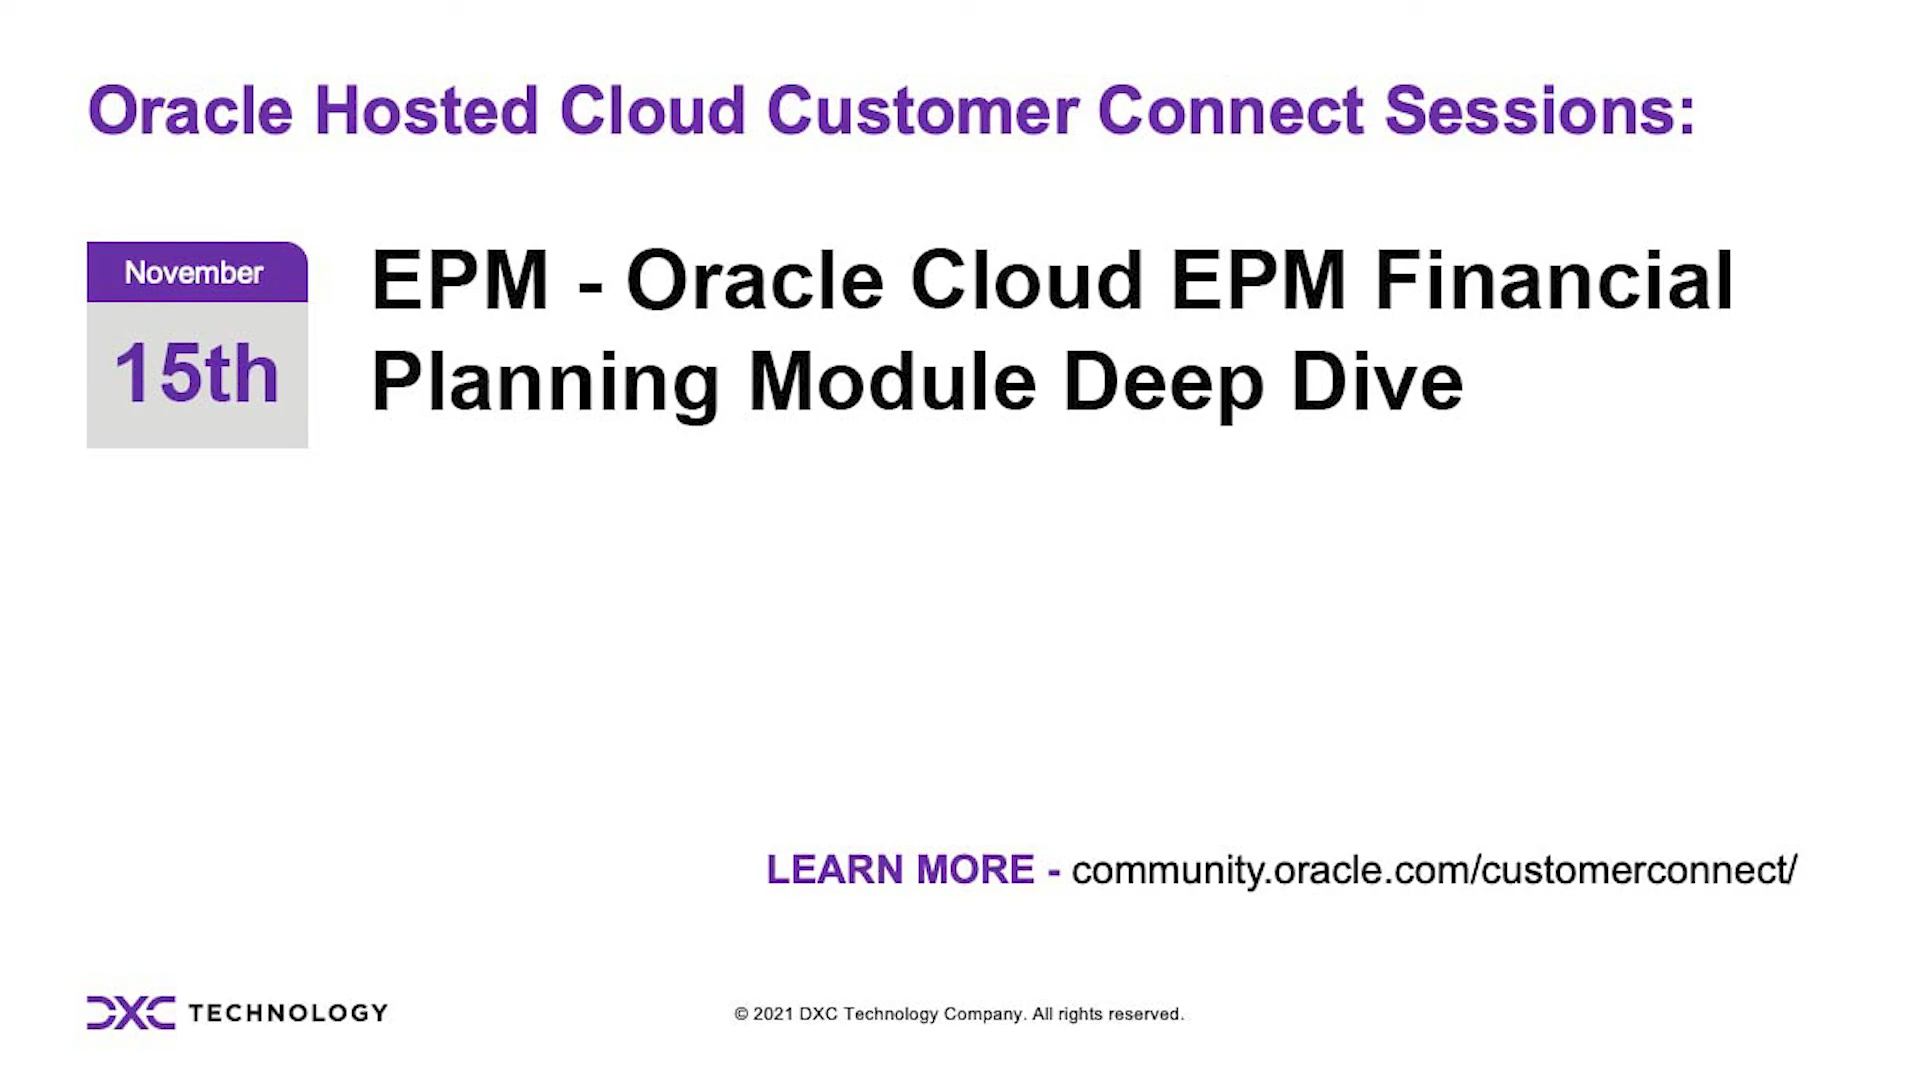 Oracle Hosted Cloud Customer Connect Sessions:
November
15th
EPM - Oracle Cloud EPM Financial
Planning Module Deep Dive
LEARN MORE - community.oracle.com/customerconnect/
DXC TECHNOLOGY
© 2021 DXC Technology Company. All rights reserved.